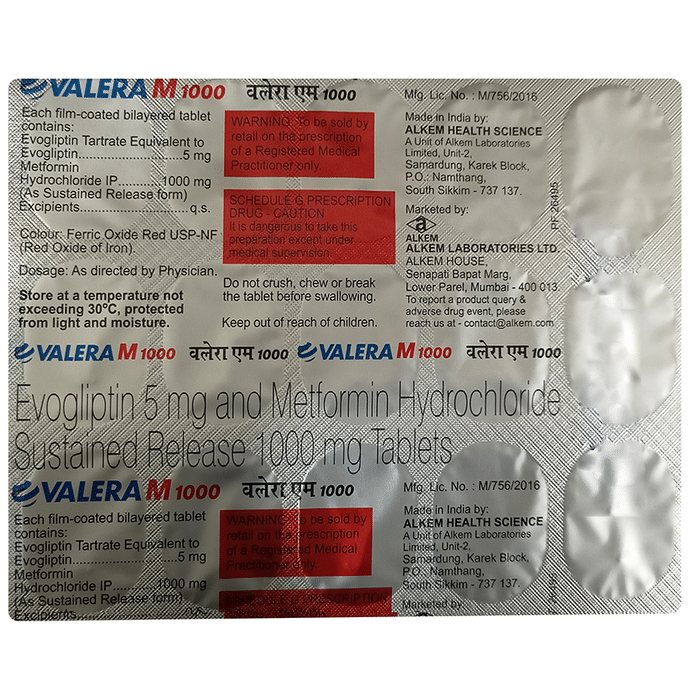 VALERA M 1000 वलेरा एम 1000
Each film-coated bilayered tablet
contains:
Evogliptin Tartrate Equivalent to
Evogliptin..............................5 mg
Metformin
Hydrochloride IP...........1000 mg
(As Sustained Release form)
Excipients...............................q.s.
Colour: Ferric Oxide Red USP-NF
(Red Oxide of Iron).
Dosage: As directed by Physician.
Store at a temperature not
exceeding 30°C, protected
from light and moisture.
WARNING: To be sold by
retail on the prescription
of a Registered Medical
Practitioner only.
SCHEDULE G PRESCRIPTION
DRUG - CAUTION
It is dangerous to take this
preparation except under
medical supervision.
Do not crush, chew or break
the tablet before swallowing.
Keep out of reach of children.
Mfg. Lic. No. : M/756/2016
Made in India by:
ALKEM HEALTH SCIENCE
A Unit of Alkem Laboratories
Limited, Unit-2,
Samardung, Karek Block,
P.O.: Namthang,
South Sikkim - 737 137.
Marketed by:
ALKEM
ALKEM LABORATORIES LTD.
ALKEM HOUSE,
Senapati Bapat Marg,
Lower Parel, Mumbai - 400 013.
To report a product query &
adverse drug event, please
reach us at - contact@alkem.com
PF 26495
VALERA M 1000 वलेरा एम 1000 VALERA M 1000 वलेरा एम 1000
Evogliptin 5 mg and Metformin Hydrochloride
Sustained Release 1000 mg Tablets
VALERA M 1000 वलेरा एम 1000
Each film-coated bilayered tablet
contains:
Evogliptin Tartrate Equivalent to
Evogliptin..............................5 mg
Metformin
Hydrochloride IP...........1000 mg
(As Sustained Release form)
Excipients
WARNING: To be sold by
retail on the prescription
of a Registered Medical
Practitioner only.
SCHEDULE G PRESCRIPTION
Mfg. Lic. No. : M/756/2016
Made in India by:
ALKEM HEALTH SCIENCE
A Unit of Alkem Laboratories
Limited, Unit-2,
Samardung, Karek Block,
P.O.: Namthang,
South Sikkim - 737 137.
Marketed by: